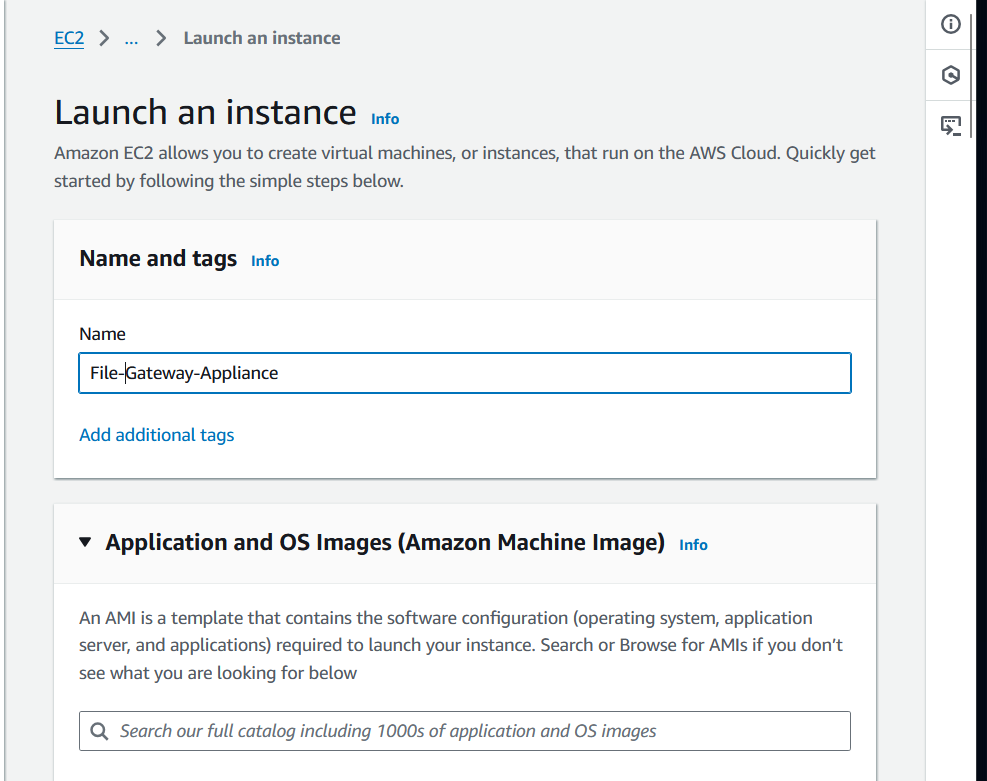 EC2 > ... > Launch an instance
Launch an instance Info
Amazon EC2 allows you to create virtual machines, or instances, that run on the AWS Cloud. Quickly get
started by following the simple steps below.
Name and tags Info
Name
File-Gateway-Appliance
Add additional tags
Application and OS Images (Amazon Machine Image) Info
An AMI is a template that contains the software configuration (operating system, application
server, and applications) required to launch your instance. Search or Browse for AMIs if you don’t
see what you are looking for below
Search our full catalog including 1000s of application and OS images